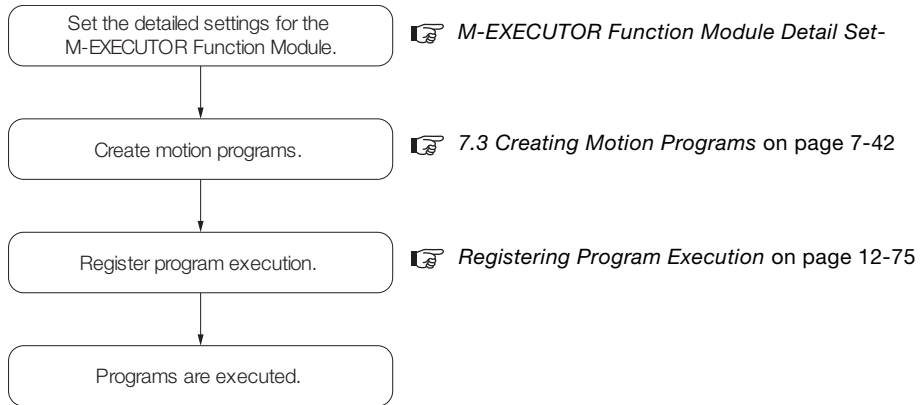 Set the detailed settings for the
M-EXECUTOR Function Module.
M-EXECUTOR Function Module Detail Set-
Create motion programs.
7.3 Creating Motion Programs on page 7-42
Register program execution.
Registering Program Execution on page 12-75
Programs are executed.